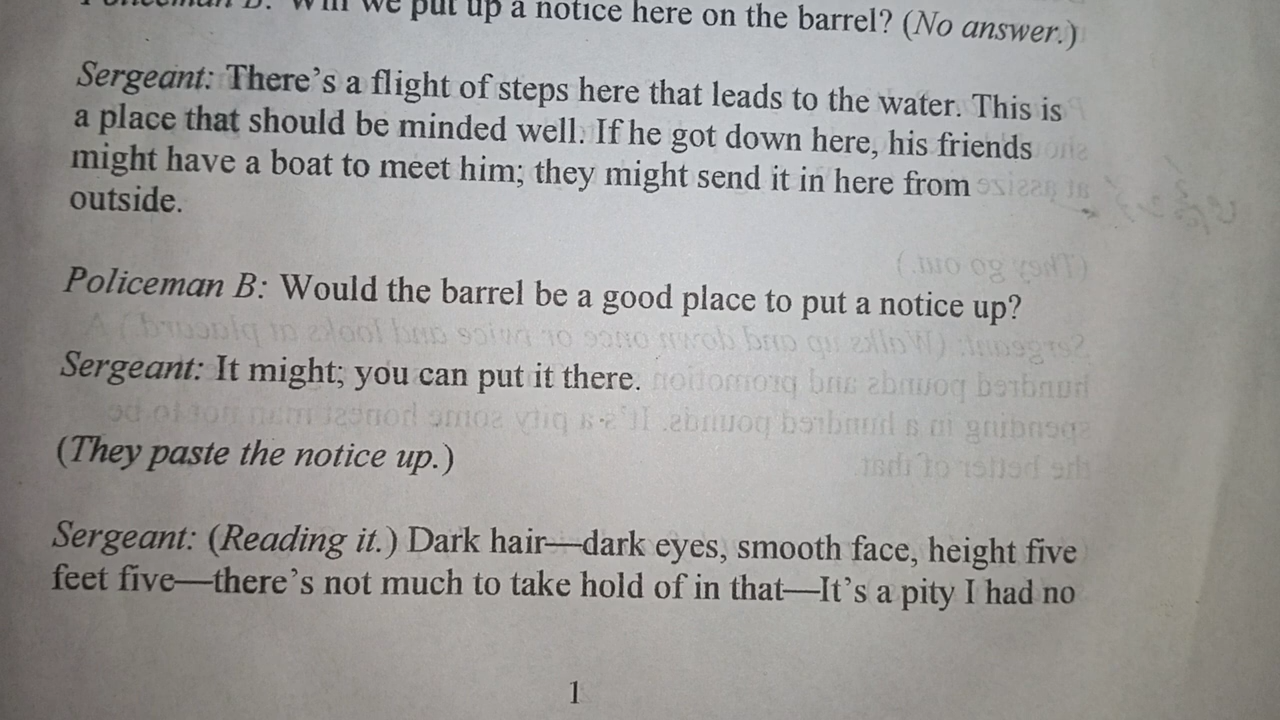 Policeman B: Will we put up a notice here on the barrel? (No answer.)
Sergeant: There's a flight of steps here that leads to the water. This is
a place that should be minded well. If he got down here, his friends
might have a boat to meet him; they might send it in here from
outside.
Policeman B: Would the barrel be a good place to put a notice up?
Sergeant: It might; you can put it there.
(They paste the notice up.)
Sergeant: (Reading it.) Dark hair—dark eyes, smooth face, height five
feet five—there's not much to take hold of in that—It's a pity I had no
1